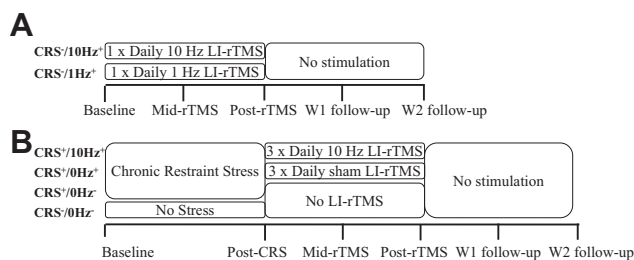 A
CRS⁻/10Hz⁺ 1 x Daily 10 Hz LI-rTMS
No stimulation
CRS⁻/1Hz⁺ 1 x Daily 1 Hz LI-rTMS
Baseline Mid-rTMS Post-rTMS W1 follow-up W2 follow-up
B
CRS⁺/10Hz⁺ 3 x Daily 10 Hz LI-rTMS
Chronic Restraint Stress
CRS⁺/0Hz⁺ 3 x Daily sham LI-rTMS
No stimulation
CRS⁺/0Hz⁻ No LI-rTMS
CRS⁻/0Hz⁻ No Stress
Baseline Post-CRS Mid-rTMS Post-rTMS W1 follow-up W2 follow-up